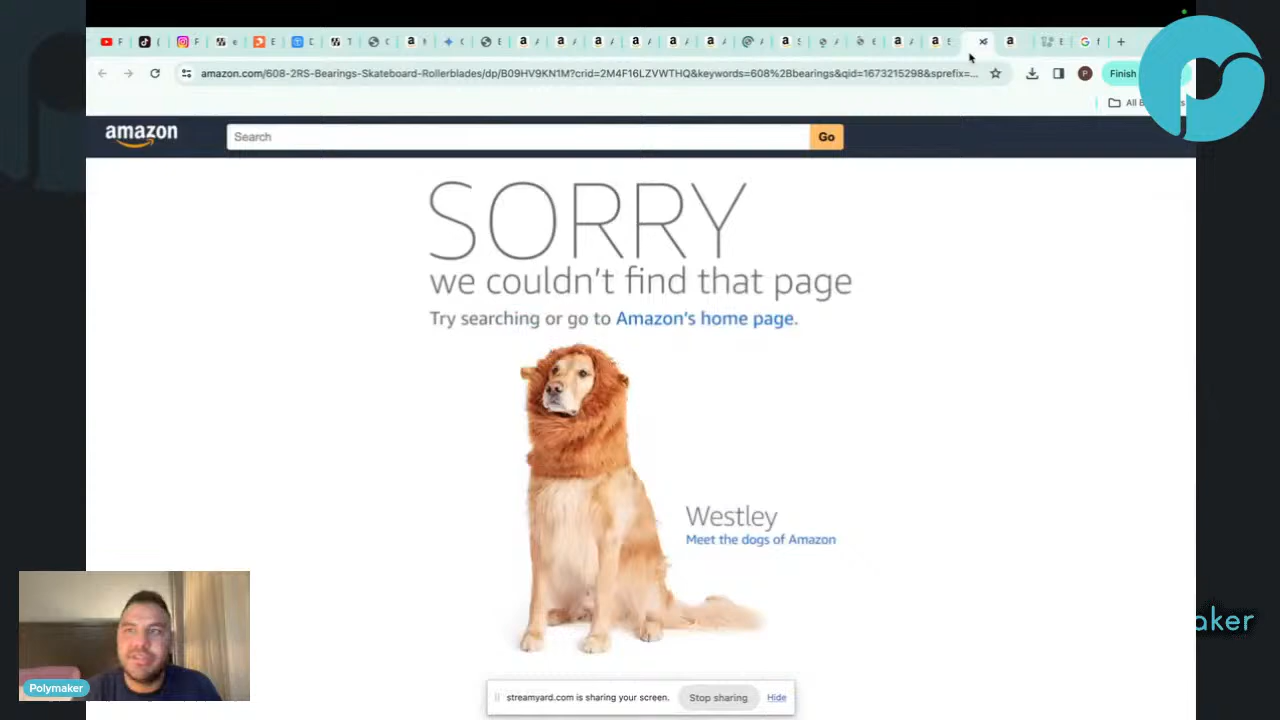 amazon.com/608-2RS-Bearings-Skateboard-Rollerblades/dp/B09HV9KN1M?crid=2M4F16LZVWTHQ&keywords=608%2Bbearings&qid=1673215298&sprefix=...
Finish
All B
amazon
Search
Go
SORRY
we couldn't find that page
Try searching or go to Amazon's home page.
Westley
Meet the dogs of Amazon
aker
Polymaker
streamyard.com is sharing your screen.
Stop sharing
Hide